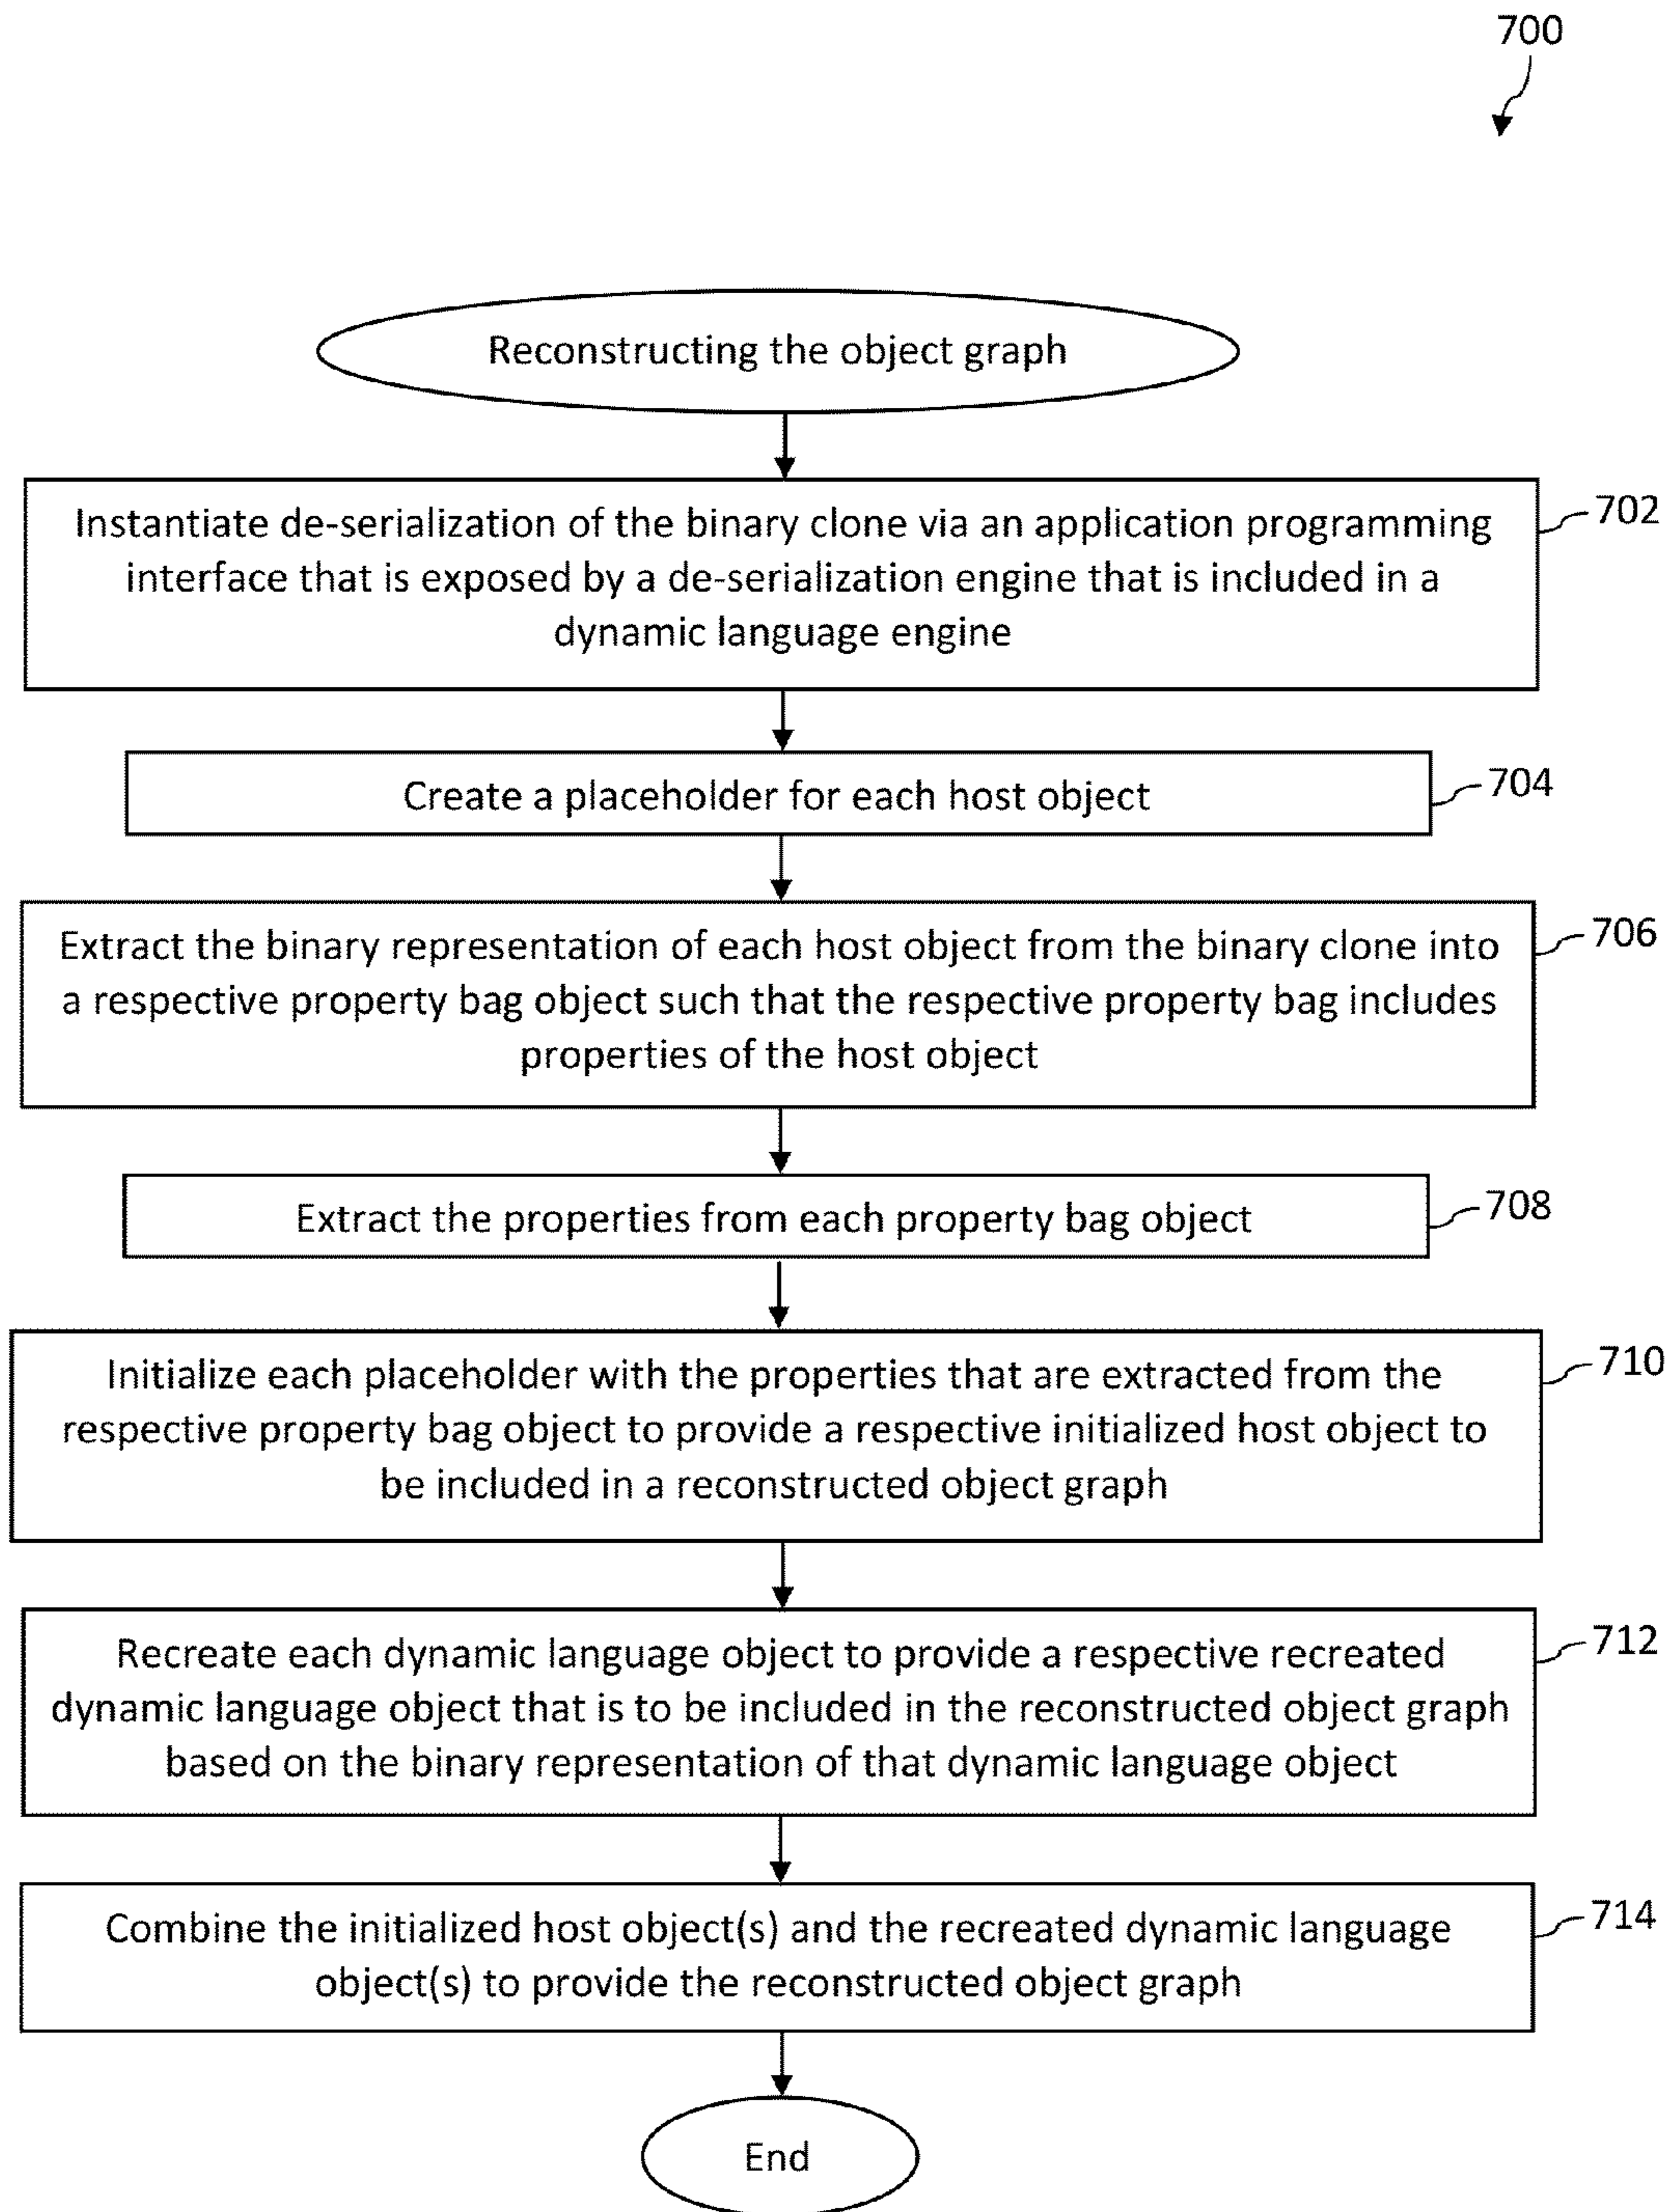 700
Reconstructing the object graph
Instantiate de-serialization of the binary clone via an application programming
interface that is exposed by a de-serialization engine that is included in a
dynamic language engine
702
Create a placeholder for each host object
704
Extract the binary representation of each host object from the binary clone into
a respective property bag object such that the respective property bag includes
properties of the host object
706
Extract the properties from each property bag object
708
Initialize each placeholder with the properties that are extracted from the
respective property bag object to provide a respective initialized host object to
be included in a reconstructed object graph
710
Recreate each dynamic language object to provide a respective recreated
dynamic language object that is to be included in the reconstructed object graph
based on the binary representation of that dynamic language object
712
Combine the initialized host object(s) and the recreated dynamic language
object(s) to provide the reconstructed object graph
714
End